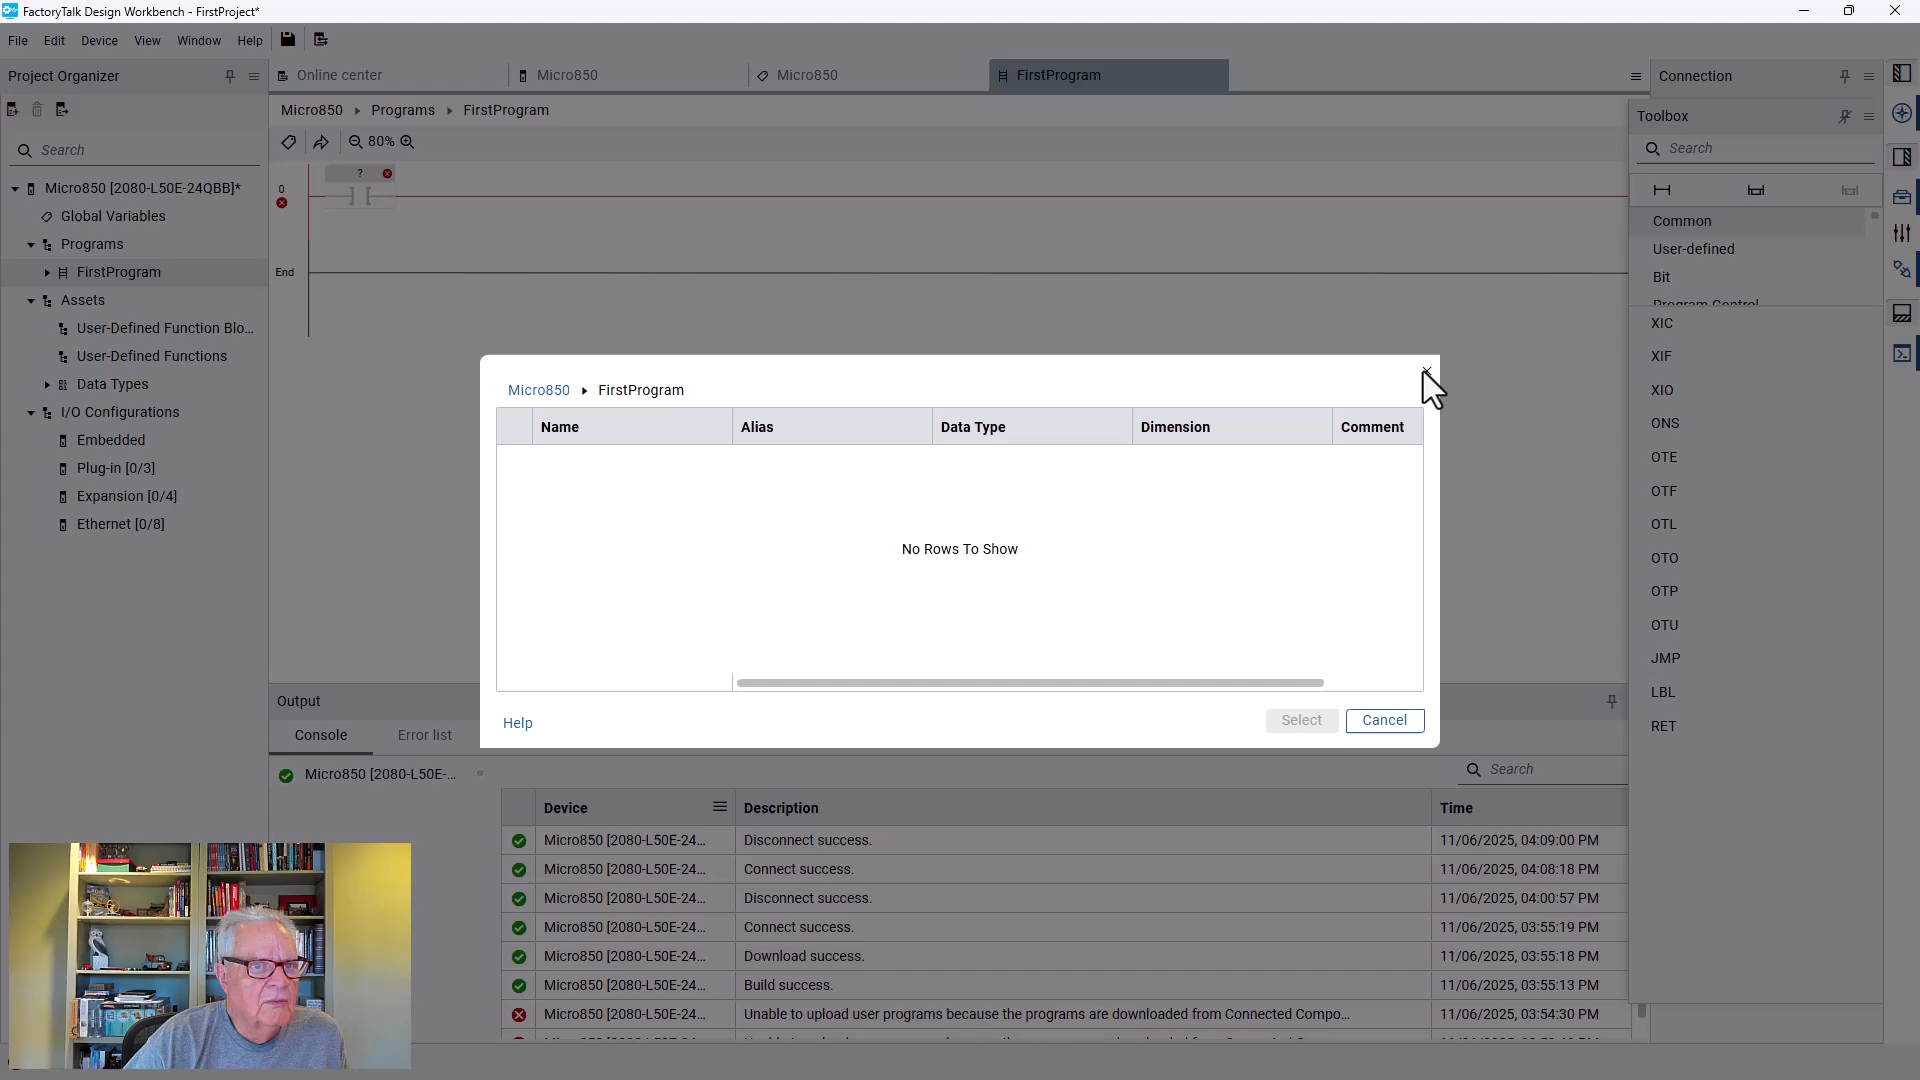 FactoryTalk Design Workbench - FirstProject*
File Edit Device View Window Help
Project Organizer
Online center
Micro850
Micro850
FirstProgram
Connection
Micro850 FirstProgram
Micro850 Programs FirstProgram
Toolbox
Search
80%
Search
Micro850 [2080-L50E-24QBB]*
Global Variables
Programs
FirstProgram
Assets
User-Defined Function Blo...
User-Defined Functions
Data Types
I/O Configurations
Embedded
Plug-in [0/3]
Expansion [0/4]
Ethernet [0/8]
?
0
End
Name Alias Data Type Dimension Comment
No Rows To Show
Help
Select
Cancel
Common
User-defined
Bit
Program Control
XIC
XIF
XIO
ONS
OTE
OTF
OTL
OTO
OTP
OTU
JMP
LBL
RET
Output
Console
Error list
Micro850 [2080-L50E-...
Search
Device Description Time
Micro850 [2080-L50E-24... Disconnect success. 11/06/2025, 04:09:00 PM
Micro850 [2080-L50E-24... Connect success. 11/06/2025, 04:08:18 PM
Micro850 [2080-L50E-24... Disconnect success. 11/06/2025, 04:00:57 PM
Micro850 [2080-L50E-24... Connect success. 11/06/2025, 03:55:19 PM
Micro850 [2080-L50E-24... Download success. 11/06/2025, 03:55:18 PM
Micro850 [2080-L50E-24... Build success. 11/06/2025, 03:55:13 PM
Micro850 [2080-L50E-24... Unable to upload user programs because the programs are downloaded from Connected Compo... 11/06/2025, 03:54:30 PM